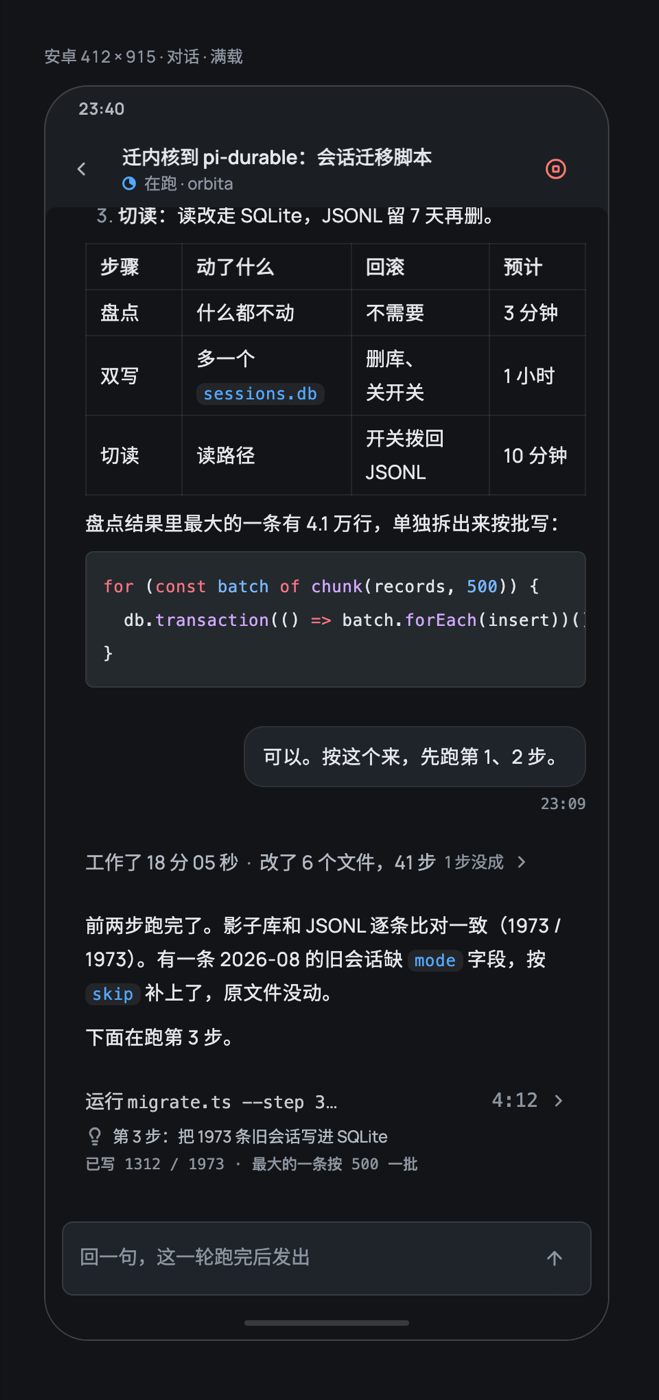 安卓 412 × 915 · 对话 · 满载
23:40
迁内核到 pi-durable：会话迁移脚本
在跑 · orbita
3. 切读：读改走 SQLite，JSONL 留 7 天再删。
步骤 动了什么 回滚 预计
盘点 什么都不动 不需要 3 分钟
双写 多一个 sessions.db 删库、关开关 1 小时
切读 读路径 开关拨回 JSONL 10 分钟
盘点结果里最大的一条有 4.1 万行，单独拆出来按批写：
for (const batch of chunk(records, 500)) {
  db.transaction(() => batch.forEach(insert))()
}
可以。按这个来，先跑第 1、2 步。
23:09
工作了 18 分 05 秒 · 改了 6 个文件，41 步 1 步没成
前两步跑完了。影子库和 JSONL 逐条比对一致（1973 /
1973）。有一条 2026-08 的旧会话缺 mode 字段，按
skip 补上了，原文件没动。
下面在跑第 3 步。
运行 migrate.ts --step 3… 4:12
第 3 步：把 1973 条旧会话写进 SQLite
已写 1312 / 1973 · 最大的一条按 500 一批
回一句，这一轮跑完后发出